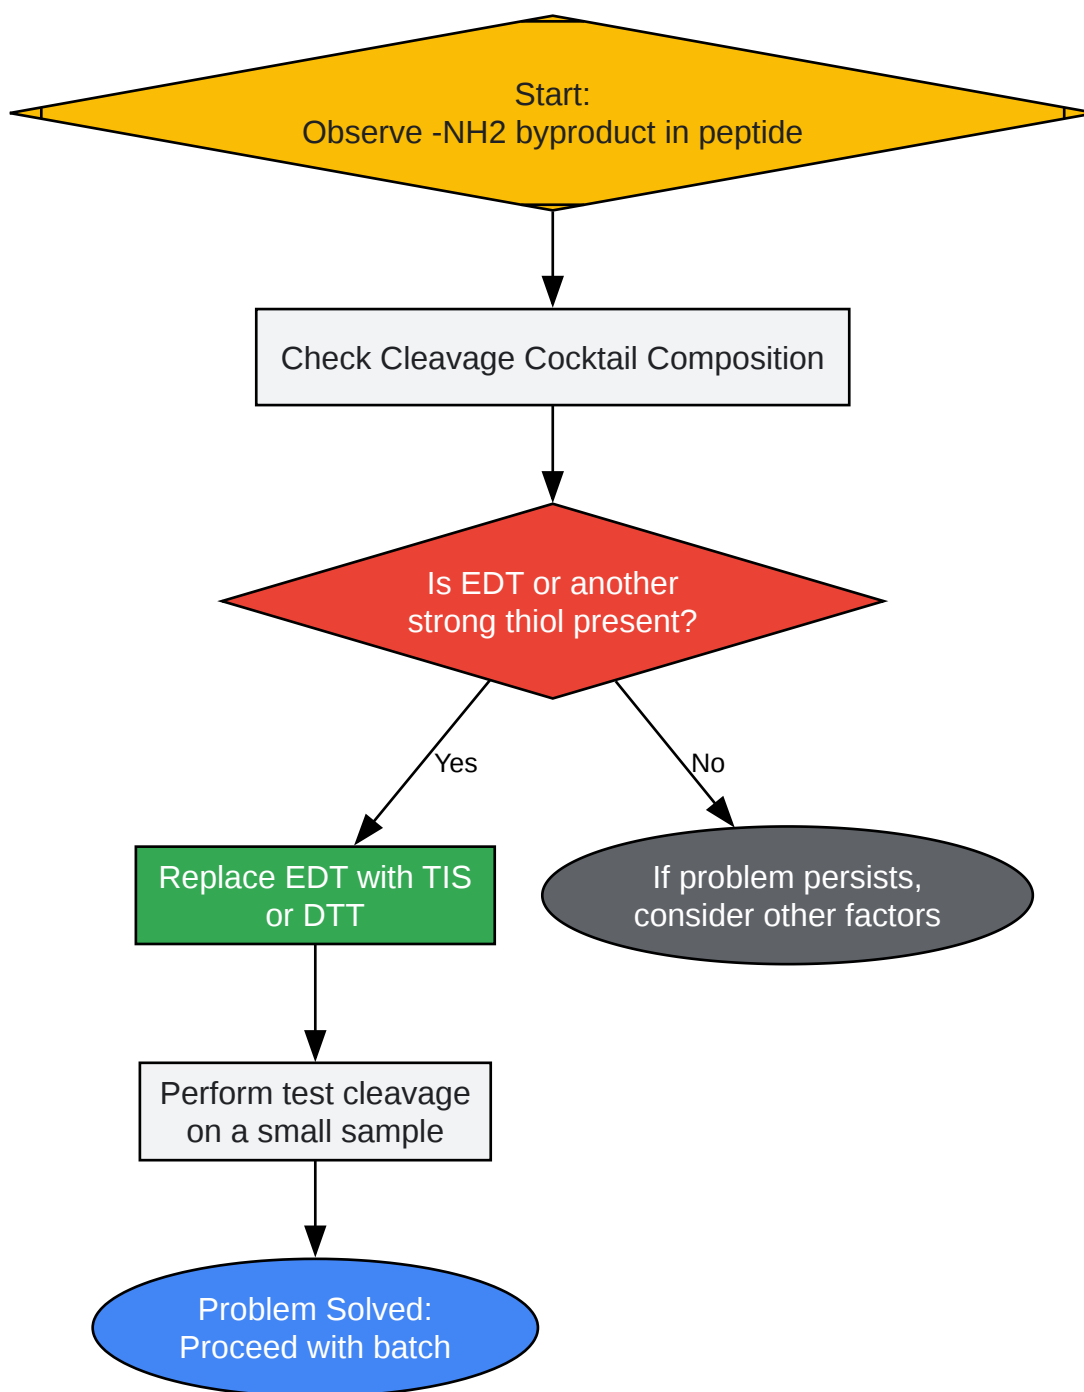 Start:
Observe -NH2 byproduct in peptide
Check Cleavage Cocktail Composition
Is EDT or another
strong thiol present?
Yes
No
Replace EDT with TIS
or DTT
If problem persists,
consider other factors
Perform test cleavage
on a small sample
Problem Solved:
Proceed with batch